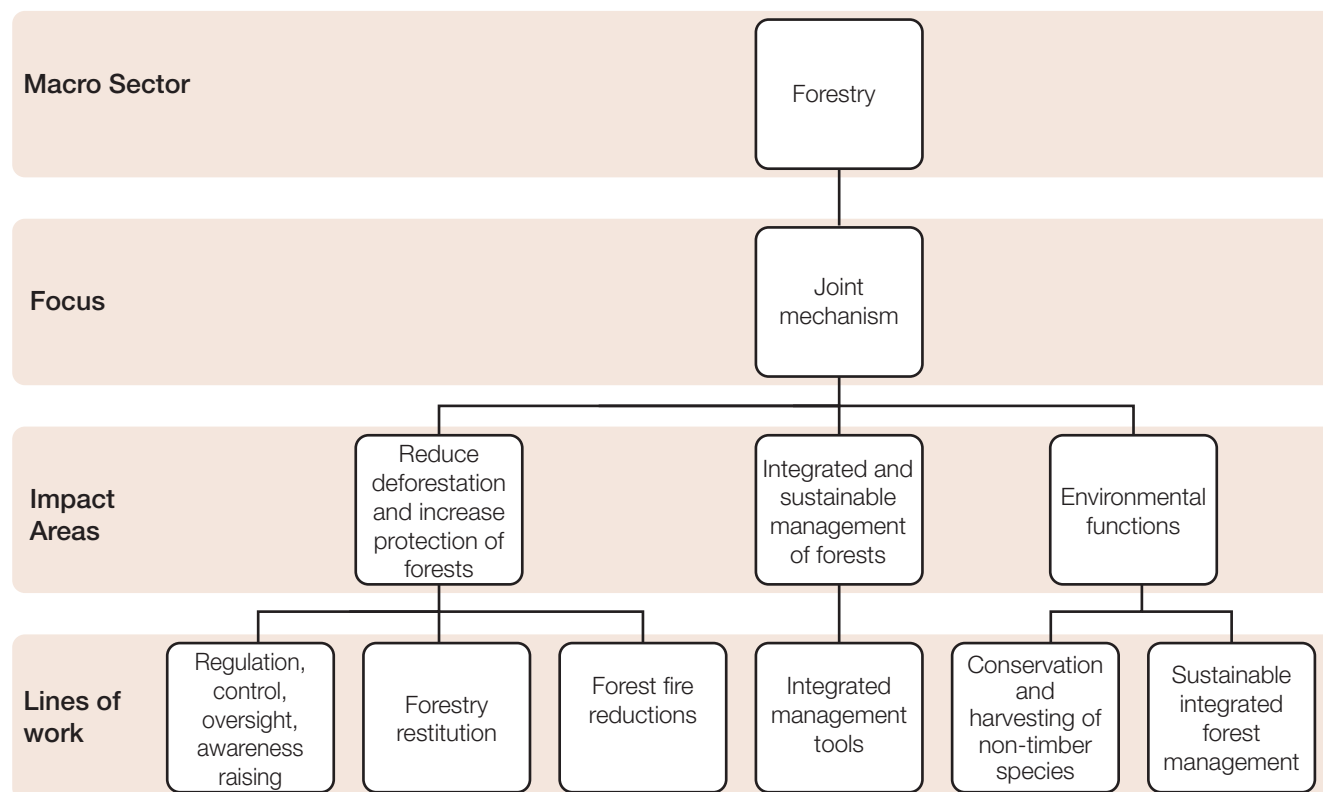 Macro Sector
Forestry
Focus
Joint
mechanism
Impact
Areas
Reduce
deforestation
and increase
protection of
forests
Integrated and
sustainable
management
of forests
Environmental
functions
Lines of
work
Regulation,
control,
oversight,
awareness
raising
Forestry
restitution
Forest fire
reductions
Integrated
management
tools
Conservation
and
harvesting of
non-timber
species
Sustainable
integrated
forest
management